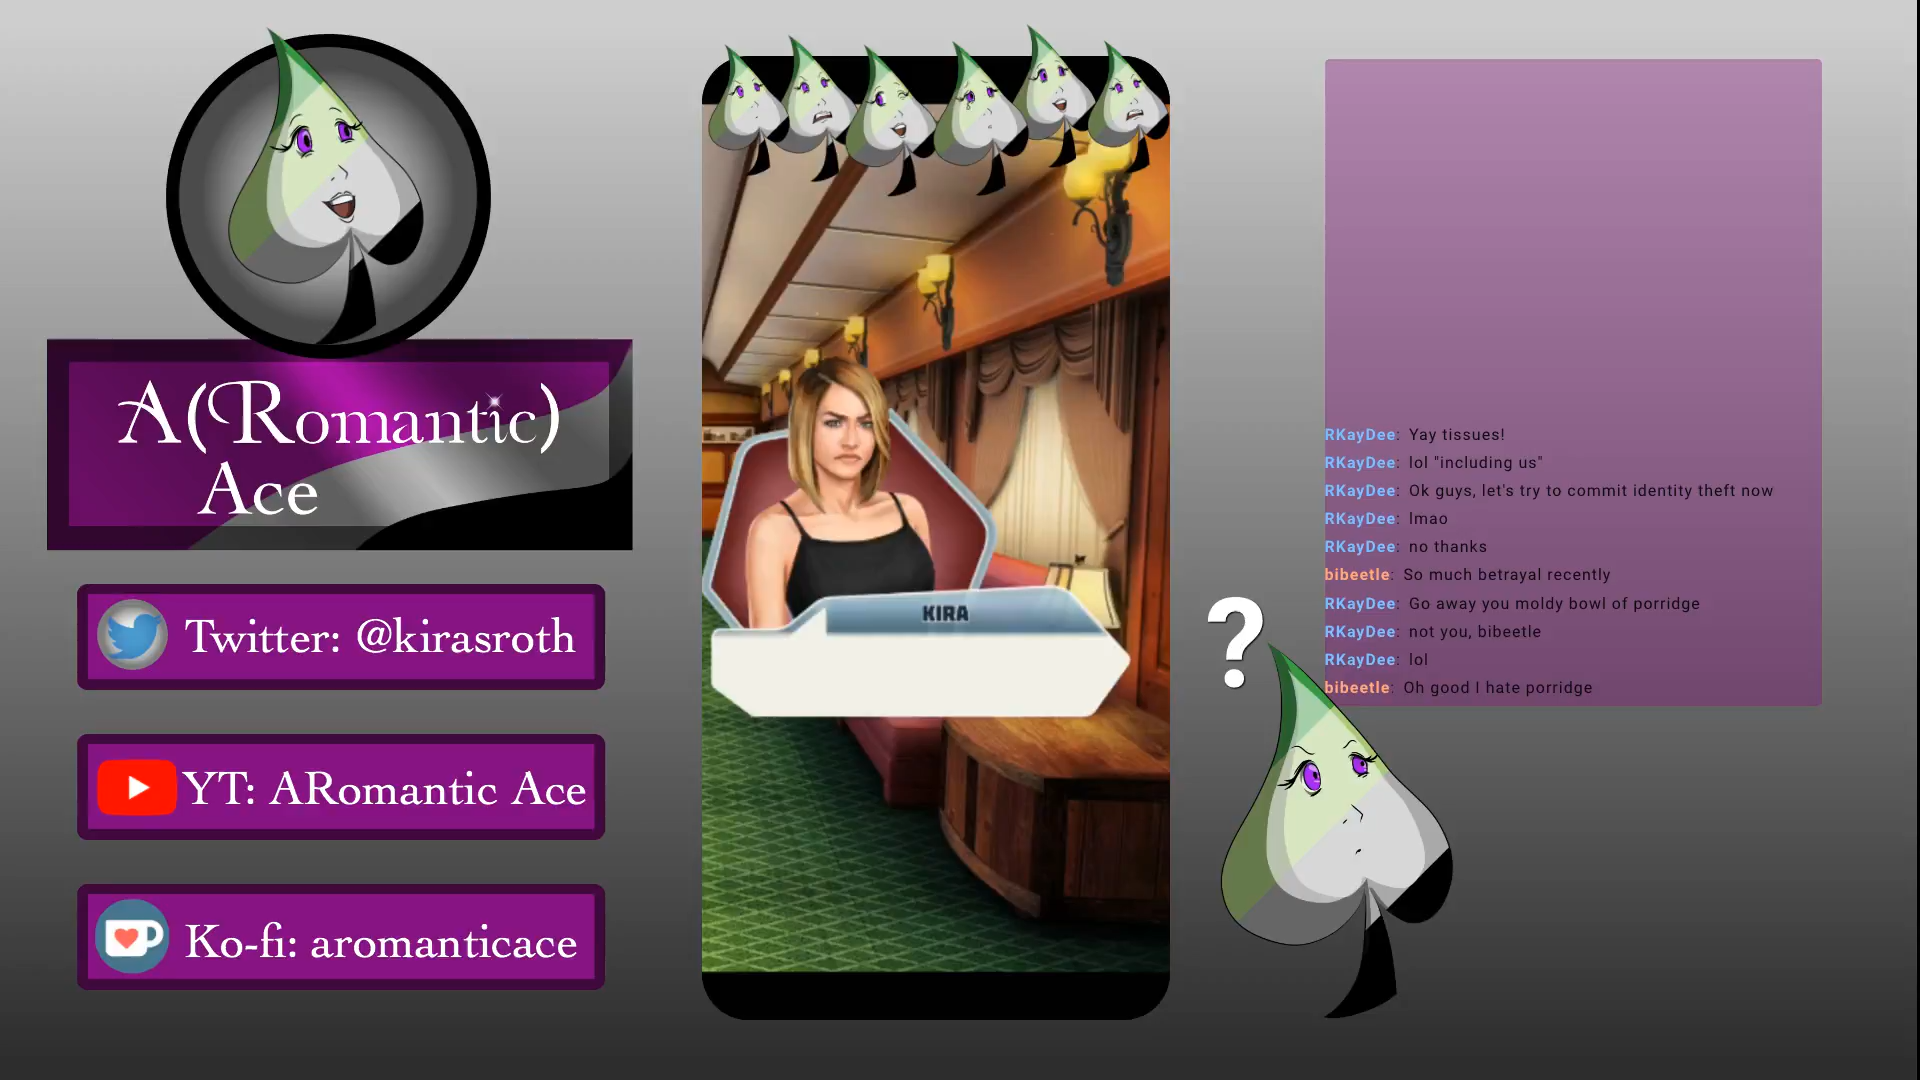 A(Romantic)
Ace
Twitter: @kirasroth
YT: ARomantic Ace
Ko-fi: aromanticace
KIRA
?
RKayDee: Yay tissues!
RKayDee: lol "including us"
RKayDee: Ok guys, let's try to commit identity theft now
RKayDee: lmao
RKayDee: no thanks
bibeetle: So much betrayal recently
RKayDee: Go away you moldy bowl of porridge
RKayDee: not you, bibeetle
RKayDee: lol
bibeetle: Oh good I hate porridge